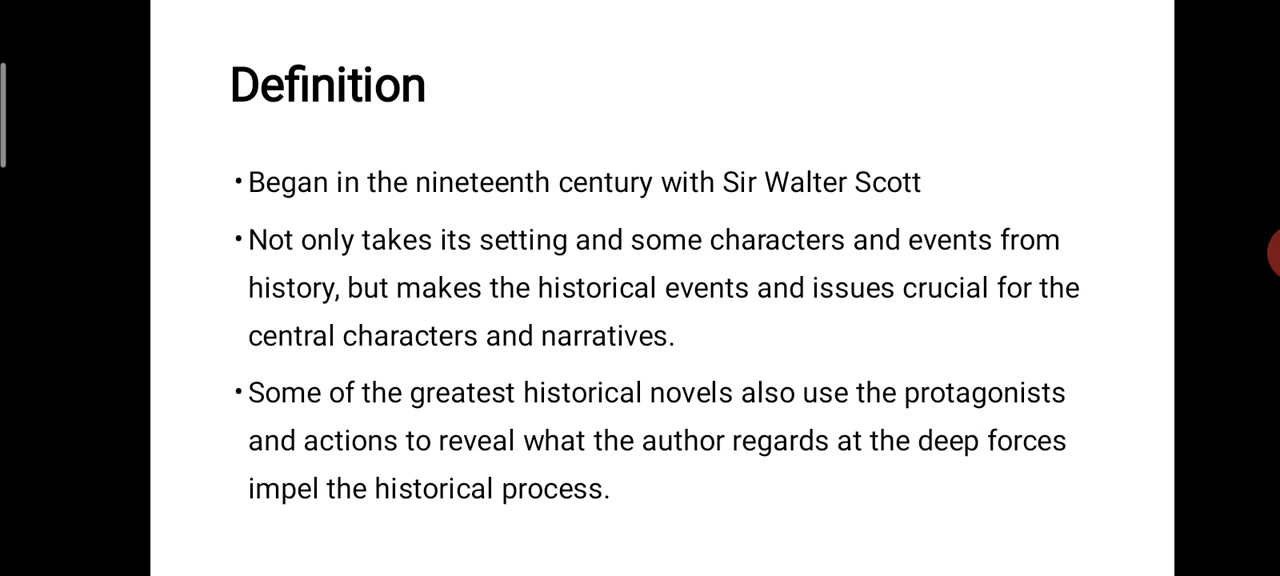 Definition
• Began in the nineteenth century with Sir Walter Scott
• Not only takes its setting and some characters and events from
history, but makes the historical events and issues crucial for the
central characters and narratives.
• Some of the greatest historical novels also use the protagonists
and actions to reveal what the author regards at the deep forces
impel the historical process.